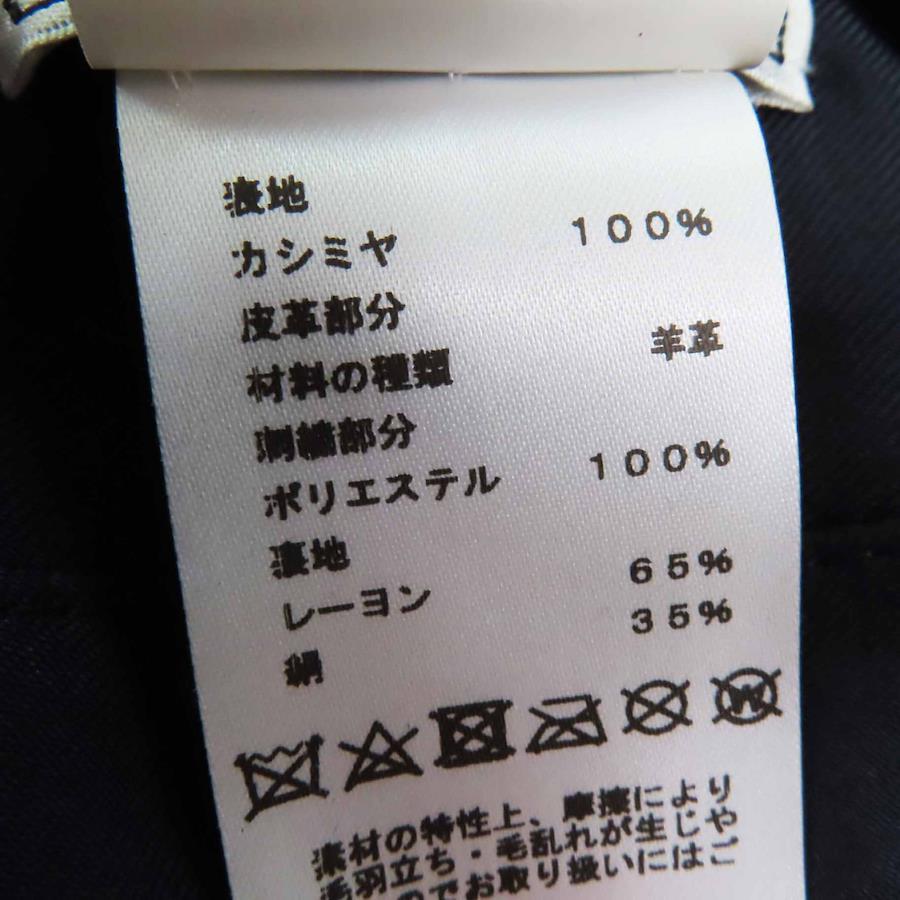 表地
カシミヤ 100%
皮革部分
材料の種類 羊革
刺繍部分
ポリエステル 100%
裏地
レーヨン 65%
絹 35%
素材の特性上、摩擦により
毛羽立ち・毛乱れが生じや
のでお取り扱いにはご